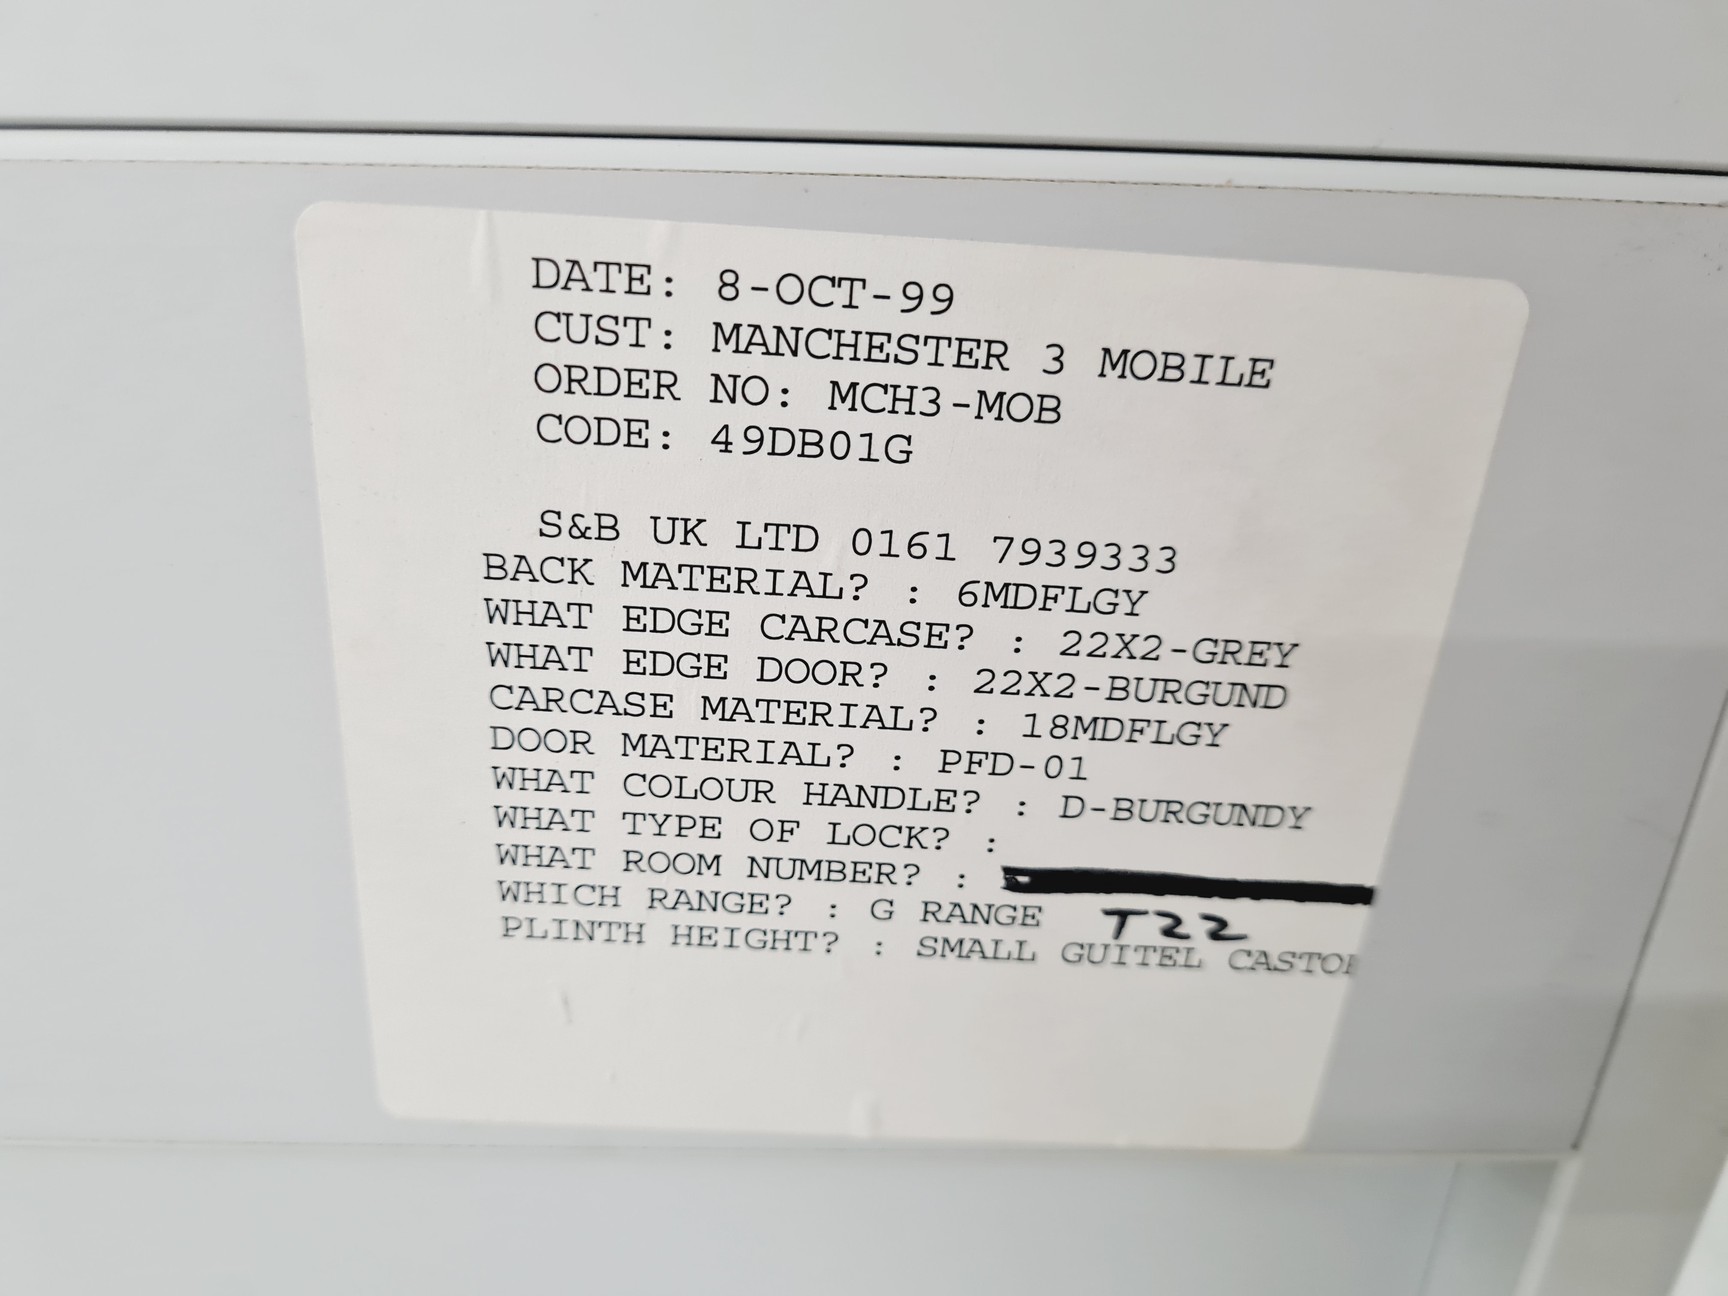 DATE: 8-OCT-99
CUST: MANCHESTER 3 MOBILE
ORDER NO: MCH3-MOB
CODE: 49DB01G
S&B UK LTD 0161 7939333
BACK MATERIAL? : 6MDFLGY
WHAT EDGE CARCASE? : 22X2-GREY
WHAT EDGE DOOR? : 22X2-BURGUND
CARCASE MATERIAL? : 18MDFLGY
DOOR MATERIAL? : PFD-01
WHAT COLOUR HANDLE? : D-BURGUNDY
WHAT TYPE OF LOCK? :
WHAT ROOM NUMBER? :
WHICH RANGE? : G RANGE T22
PLINTH HEIGHT? : SMALL GUITEL CASTOR